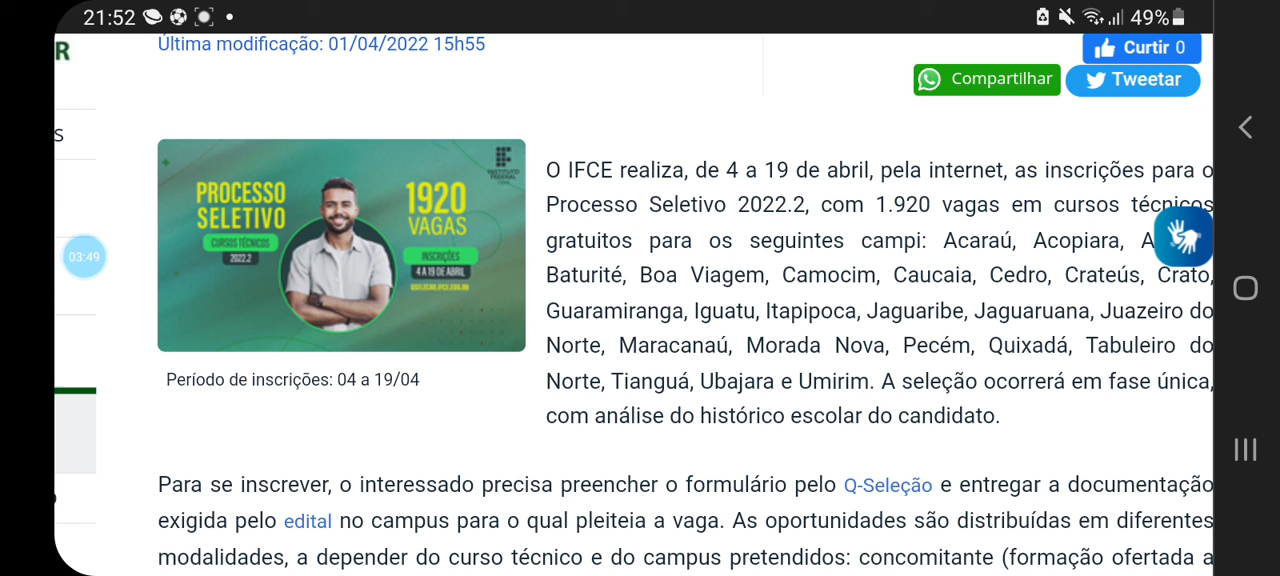 21:52
49%
R
Última modificação: 01/04/2022 15h55
Curtir 0
Compartilhar
Tweetar
S
03:49
PROCESSO
SELETIVO
CURSOS TÉCNICOS
2022.2
1920
VAGAS
INSCRIÇÕES
4 A 19 DE ABRIL
QSELECAO.IFCE.EDU.BR
INSTITUTO
FEDERAL
Período de inscrições: 04 a 19/04
O IFCE realiza, de 4 a 19 de abril, pela internet, as inscrições para o
Processo Seletivo 2022.2, com 1.920 vagas em cursos técnicos
gratuitos para os seguintes campi: Acaraú, Acopiara, A
Baturité, Boa Viagem, Camocim, Caucaia, Cedro, Crateús, Crato,
Guaramiranga, Iguatu, Itapipoca, Jaguaribe, Jaguaruana, Juazeiro do
Norte, Maracanaú, Morada Nova, Pecém, Quixadá, Tabuleiro do
Norte, Tianguá, Ubajara e Umirim. A seleção ocorrerá em fase única,
com análise do histórico escolar do candidato.
Para se inscrever, o interessado precisa preencher o formulário pelo Q-Seleção e entregar a documentação
exigida pelo edital no campus para o qual pleiteia a vaga. As oportunidades são distribuídas em diferentes
modalidades, a depender do curso técnico e do campus pretendidos: concomitante (formação ofertada a